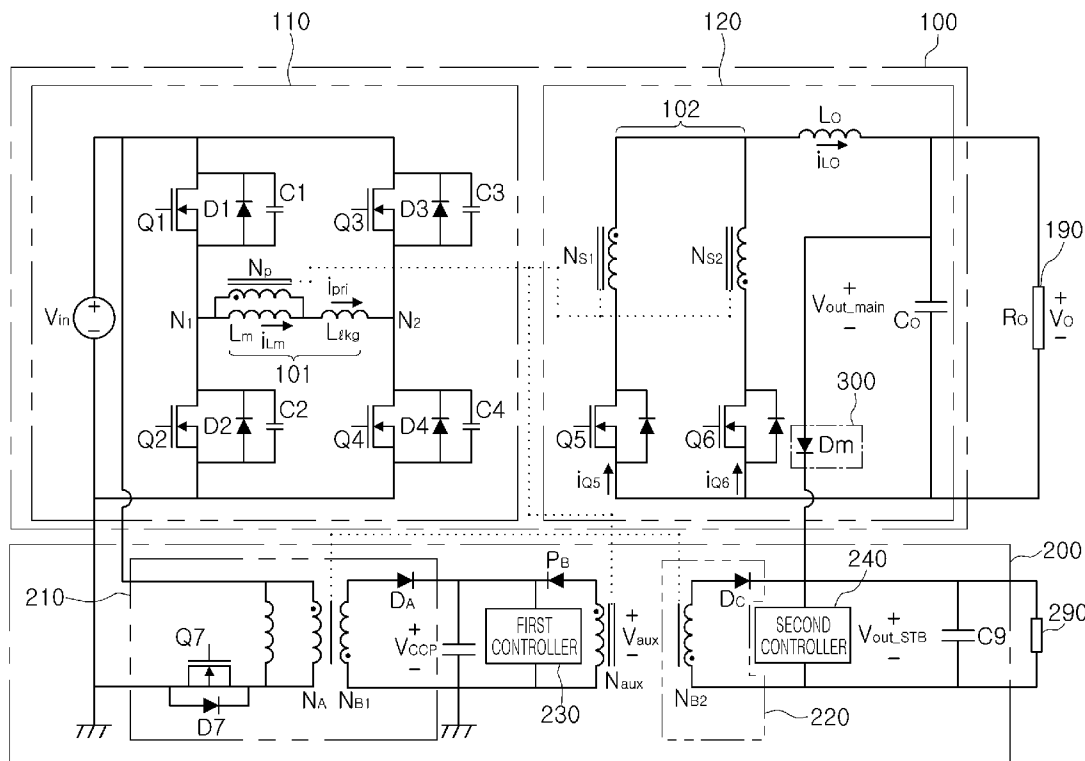 110
120
100
102
LO
iLO
Q1
D1
C1
Q3
D3
C3
NS1
NS2
190
Np
ipri
Vin
+
−
N1
N2
Lm
iLm
Lℓkg
101
+
Vout_main
−
CO
RO
+
VO
−
300
Q2
D2
C2
Q4
D4
C4
Q5
Q6
Dm
iQ5
iQ6
200
210
PB
240
290
DA
DC
Q7
+
VCCP
−
FIRST
CONTROLLER
+
Vaux
−
SECOND
CONTROLLER
+
Vout_STB
−
C9
NA
NB1
Naux
NB2
D7
230
220